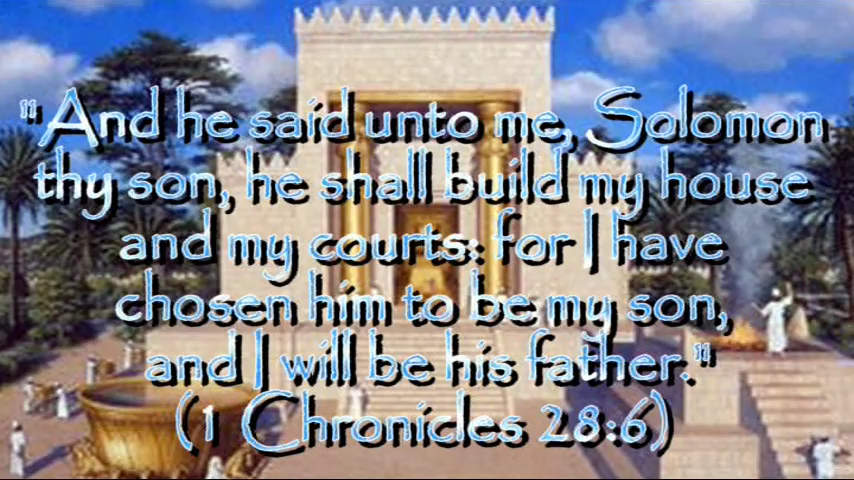 "And he said unto me, Solomon
thy son, he shall build my house
and my courts: for I have
chosen him to be my son,
and I will be his father."
(1 Chronicles 28:6)